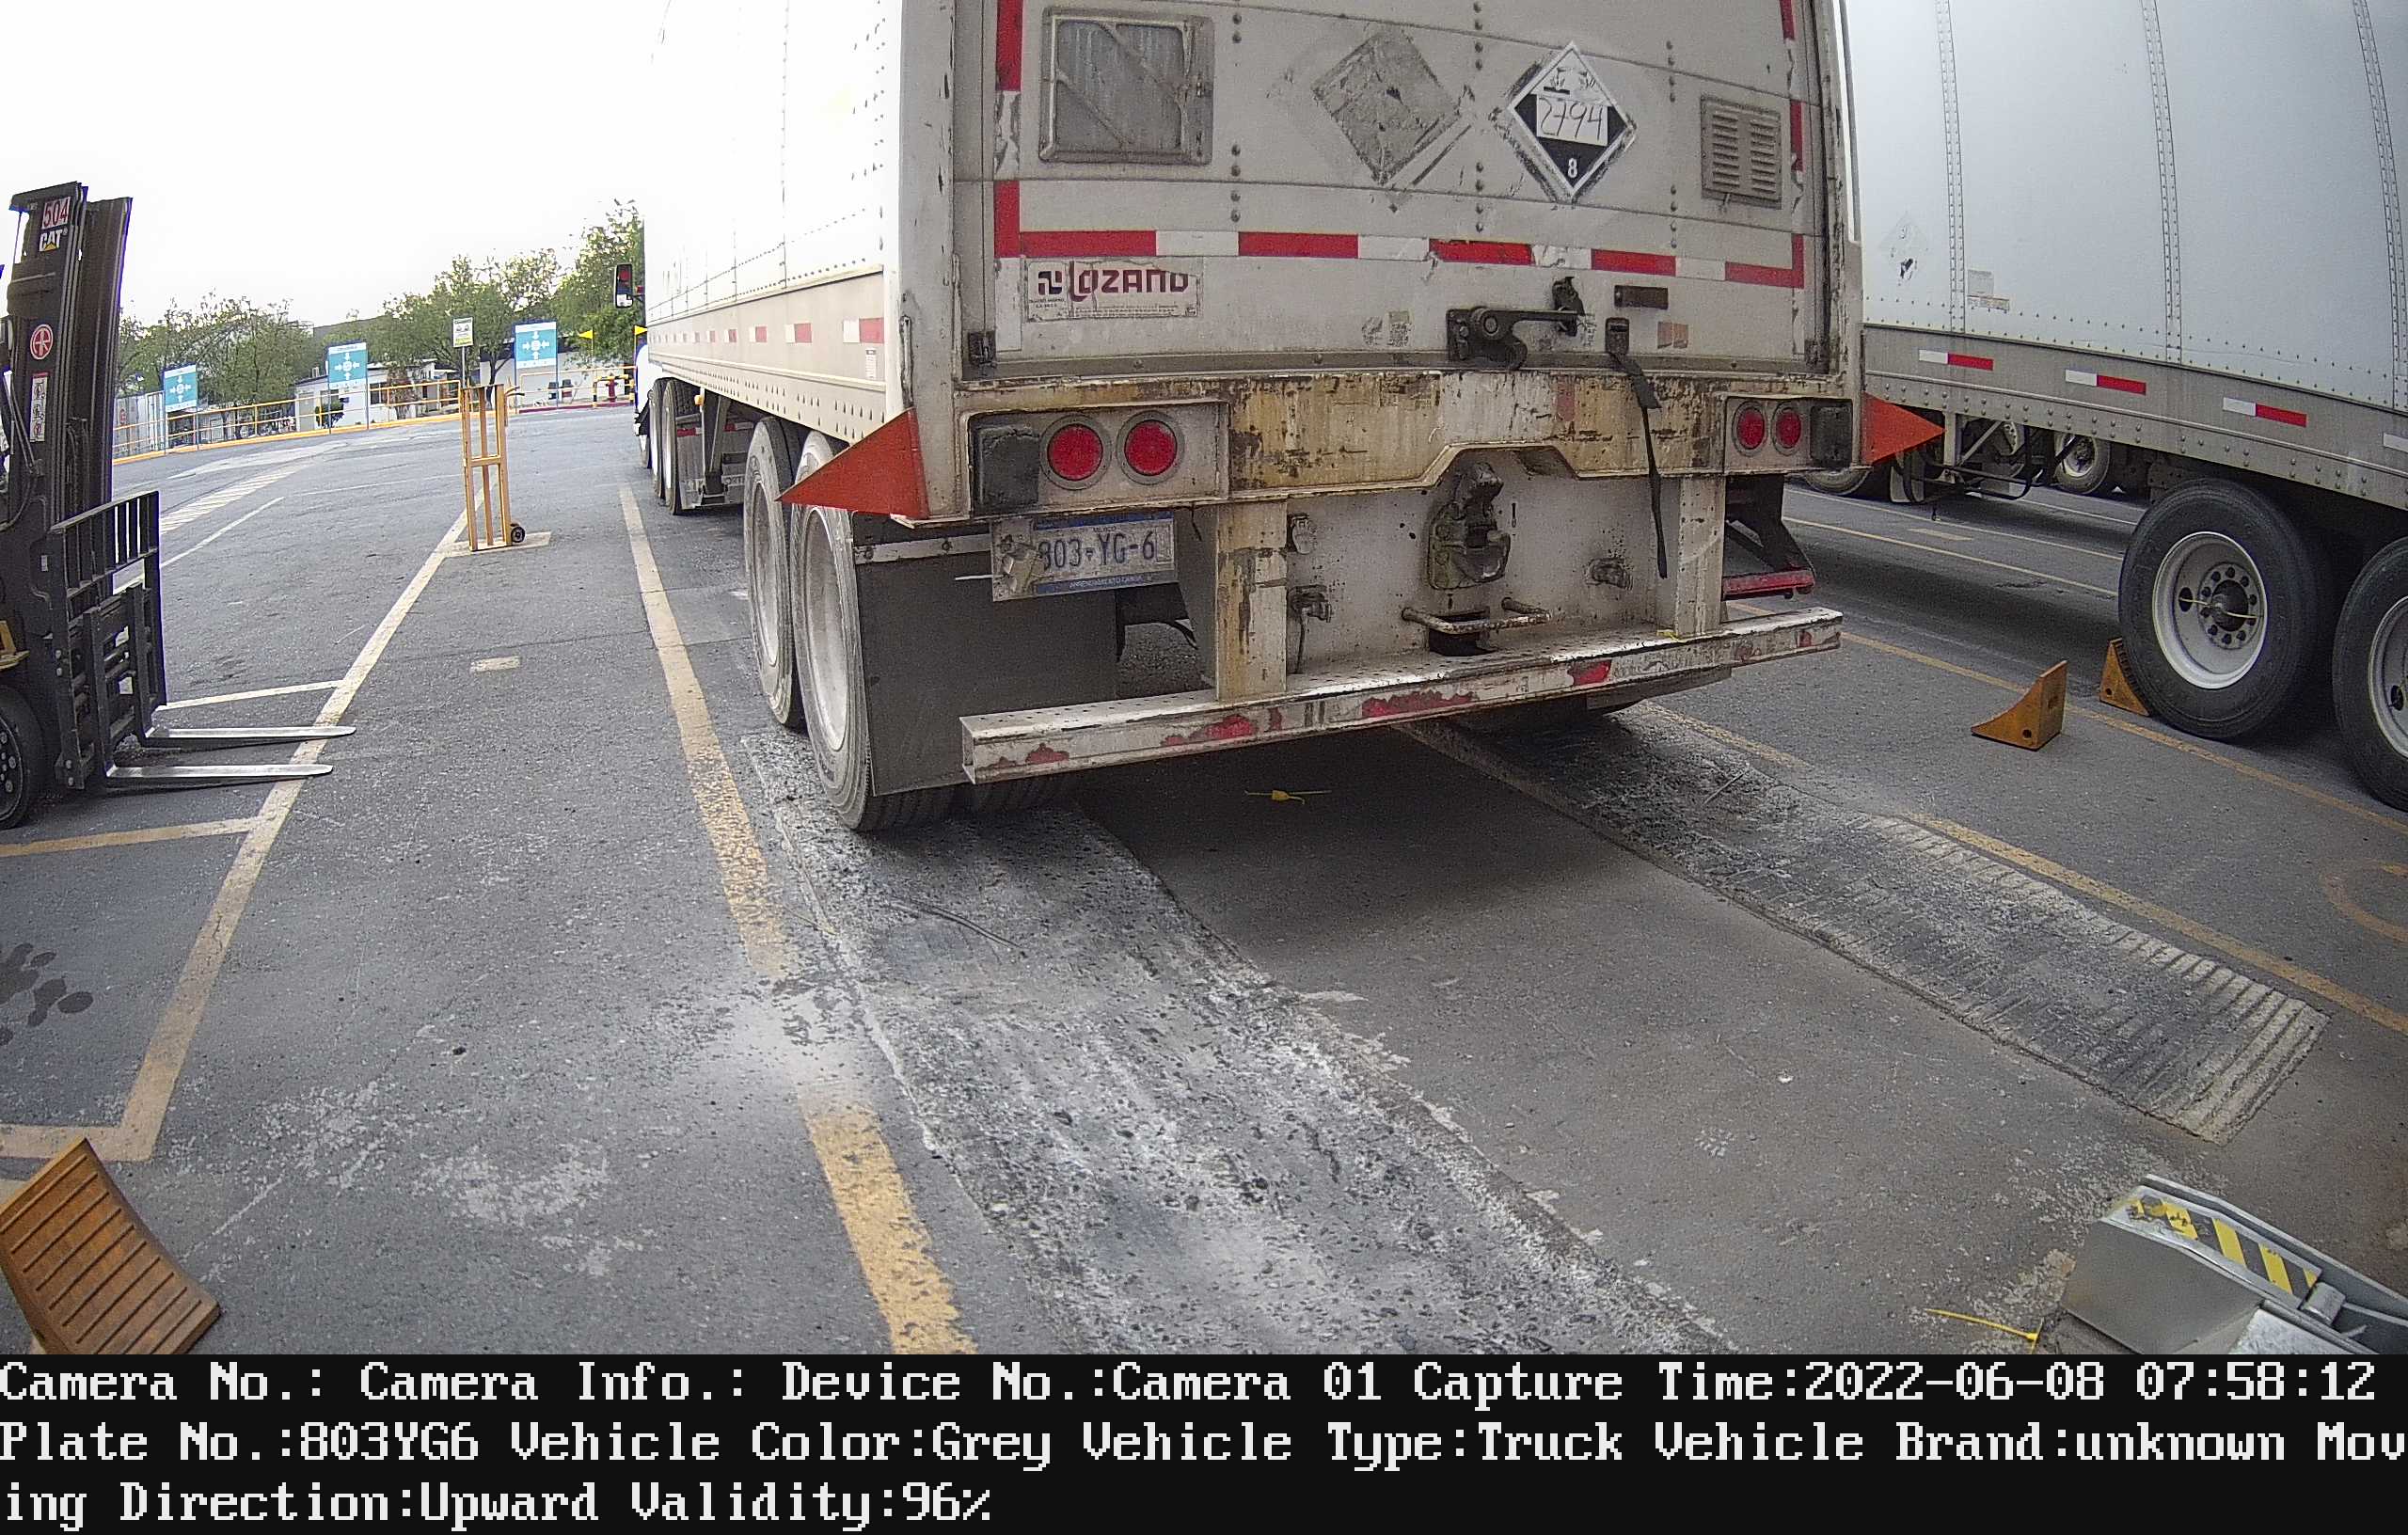 504
CAT
2794
8
LOZANO
803-YG-6
ARRENDAMIENTO CARGA
Camera No.: Camera Info.: Device No.:Camera 01 Capture Time:2022-06-08 07:58:12
Plate No.:803YG6 Vehicle Color:Grey Vehicle Type:Truck Vehicle Brand:unknown Mov
ing Direction:Upward Validity:96%